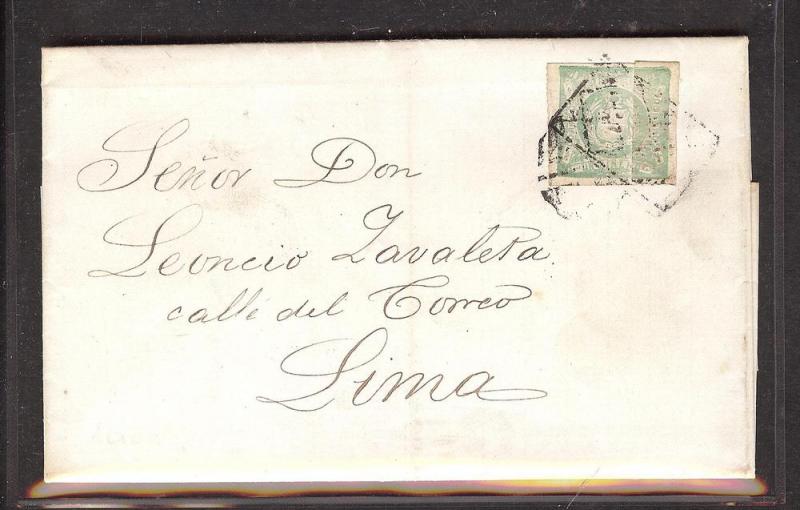 Señor Don
Leoncio Zavaleta
calle del Correo
Lima